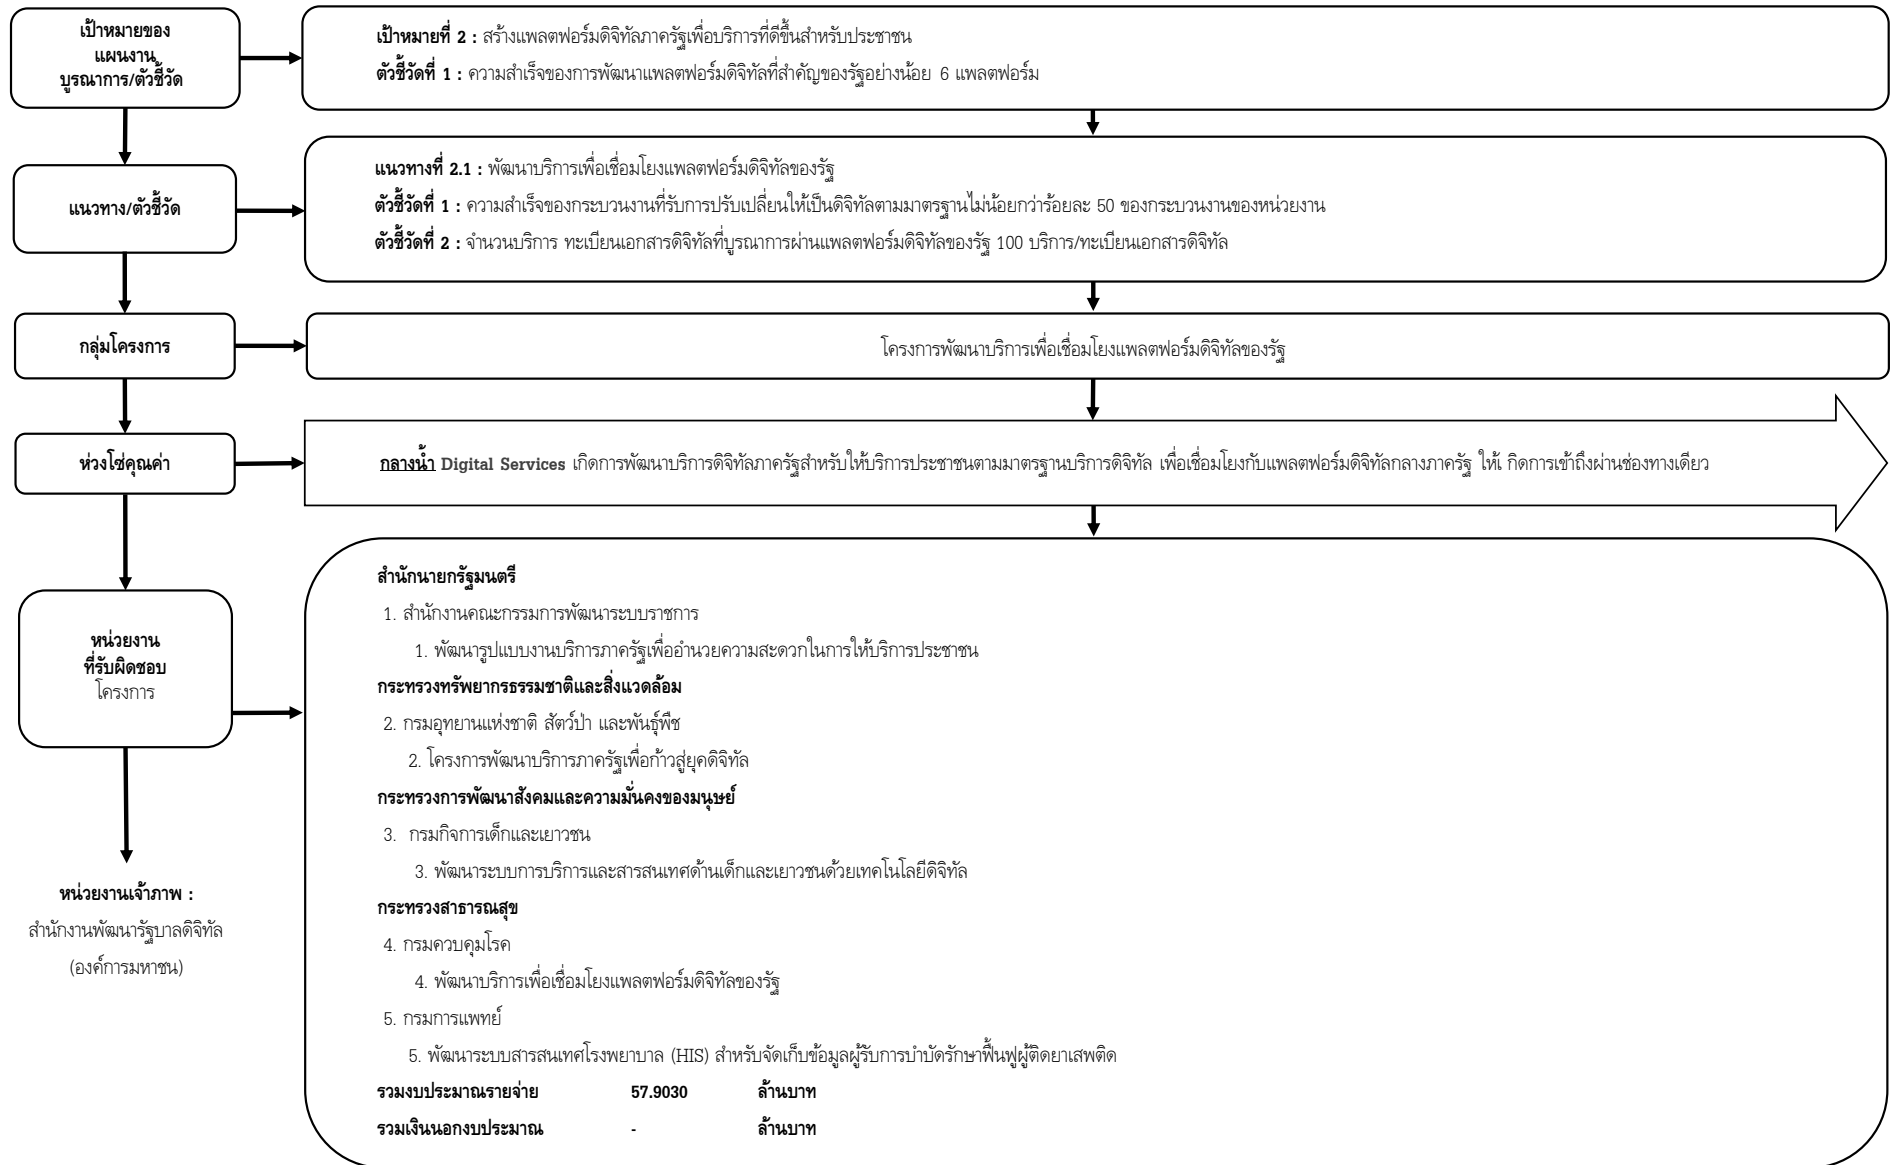 เป้าหมายของ
แผนงาน
บูรณาการ/ตัวชี้วัด
เป้าหมายที่ 2 : สร้างแพลตฟอร์มดิจิทัลภาครัฐเพื่อบริการที่ดีขึ้นสำหรับประชาชน
ตัวชี้วัดที่ 1 : ความสำเร็จของการพัฒนาแพลตฟอร์มดิจิทัลที่สำคัญของรัฐอย่างน้อย 6 แพลตฟอร์ม
แนวทาง/ตัวชี้วัด
แนวทางที่ 2.1 : พัฒนาบริการเพื่อเชื่อมโยงแพลตฟอร์มดิจิทัลของรัฐ
ตัวชี้วัดที่ 1 : ความสำเร็จของกระบวนงานที่รับการปรับเปลี่ยนให้เป็นดิจิทัลตามมาตรฐานไม่น้อยกว่าร้อยละ 50 ของกระบวนงานของหน่วยงาน
ตัวชี้วัดที่ 2 : จำนวนบริการ ทะเบียนเอกสารดิจิทัลที่บูรณาการผ่านแพลตฟอร์มดิจิทัลของรัฐ 100 บริการ/ทะเบียนเอกสารดิจิทัล
กลุ่มโครงการ
โครงการพัฒนาบริการเพื่อเชื่อมโยงแพลตฟอร์มดิจิทัลของรัฐ
ห่วงโซ่คุณค่า
กลางน้ำ Digital Services เกิดการพัฒนาบริการดิจิทัลภาครัฐสำหรับให้บริการประชาชนตามมาตรฐานบริการดิจิทัล เพื่อเชื่อมโยงกับแพลตฟอร์มดิจิทัลกลางภาครัฐ ให้เ กิดการเข้าถึงผ่านช่องทางเดียว
หน่วยงาน
ที่รับผิดชอบ
โครงการ
สำนักนายกรัฐมนตรี
1. สำนักงานคณะกรรมการพัฒนาระบบราชการ
1. พัฒนารูปแบบงานบริการภาครัฐเพื่ออำนวยความสะดวกในการให้บริการประชาชน
กระทรวงทรัพยากรธรรมชาติและสิ่งแวดล้อม
2. กรมอุทยานแห่งชาติ สัตว์ป่า และพันธุ์พืช
2. โครงการพัฒนาบริการภาครัฐเพื่อก้าวสู่ยุคดิจิทัล
กระทรวงการพัฒนาสังคมและความมั่นคงของมนุษย์
3. กรมกิจการเด็กและเยาวชน
3. พัฒนาระบบการบริการและสารสนเทศด้านเด็กและเยาวชนด้วยเทคโนโลยีดิจิทัล
กระทรวงสาธารณสุข
4. กรมควบคุมโรค
4. พัฒนาบริการเพื่อเชื่อมโยงแพลตฟอร์มดิจิทัลของรัฐ
5. กรมการแพทย์
5. พัฒนาระบบสารสนเทศโรงพยาบาล (HIS) สำหรับจัดเก็บข้อมูลผู้รับการบำบัดรักษาฟื้นฟูผู้ติดยาเสพติด
รวมงบประมาณรายจ่าย 57.9030 ล้านบาท
รวมเงินนอกงบประมาณ - ล้านบาท
หน่วยงานเจ้าภาพ :
สำนักงานพัฒนารัฐบาลดิจิทัล
(องค์การมหาชน)